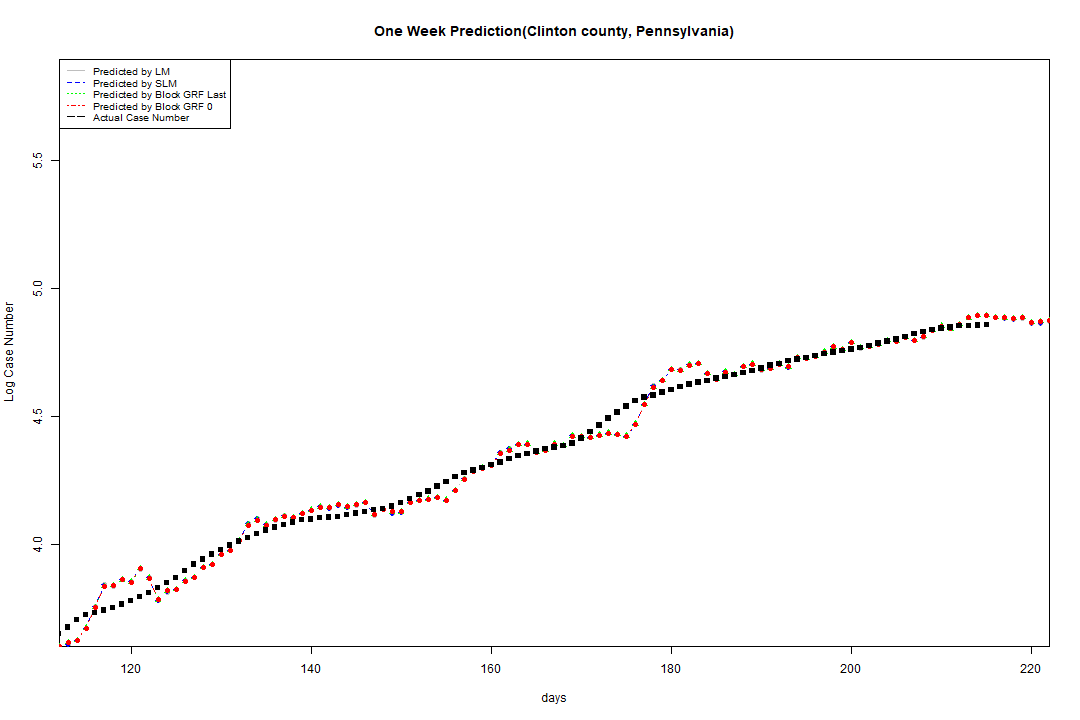 One Week Prediction(Clinton county, Pennsylvania)
Predicted by LM
Predicted by SLM
Predicted by Block GRF Last
Predicted by Block GRF 0
Actual Case Number
5.5
5.0
4.5
4.0
Log Case Number
120 140 160 180 200 220
days